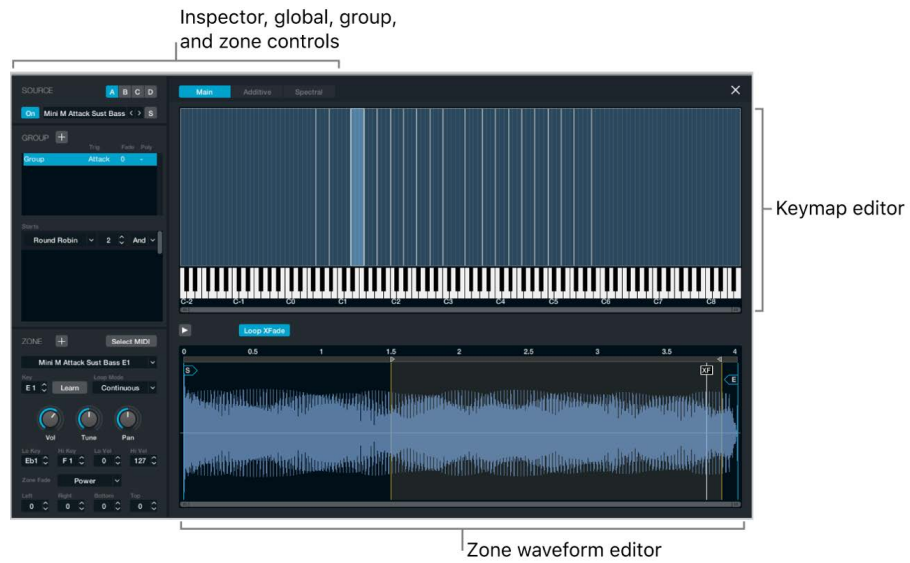 Inspector, global, group,
and zone controls
SOURCE A B C D
On Mini M Attack Sust Bass < > S
GROUP +
Trig Fade Poly
Group Attack 0 -
Starts
Round Robin 2 And
ZONE + Select MIDI
Mini M Attack Sust Bass E1
Key Loop Mode
E 1 Learn Continuous
Vol Tune Pan
Lo Key Hi Key Lo Vel Hi Vel
Eb1 F 1 0 127
Zone Fade Power
Left Right Bottom Top
0 0 0 0
Main Additive Spectral
C-2 C-1 C0 C1 C2 C3 C4 C5 C6 C7 C8
Keymap editor
Loop XFade
0 0.5 1 1.5 2 2.5 3 3.5 4
S XF E
Zone waveform editor